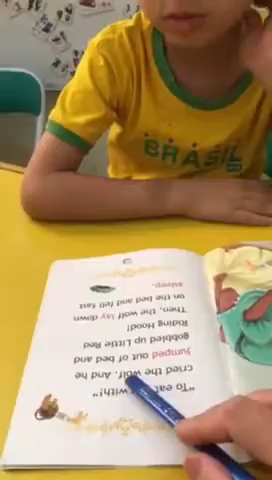 BRASIL
"To eat with!"
cried the wolf. And he
jumped out of bed and
gobbled up Little Red
Riding Hood!
Then, the wolf lay down
on the bed and fell fast
asleep.